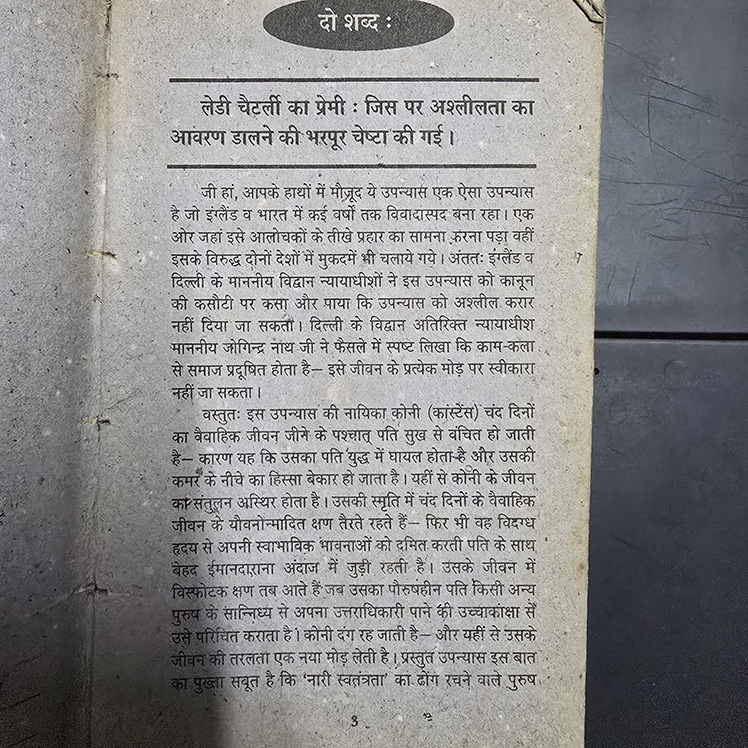 दो शब्द :
लेडी चैटर्ली का प्रेमी : जिस पर अश्लीलता का
आवरण डालने की भरपूर चेष्टा की गई।
जी हां, आपके हाथों में मौजूद ये उपन्यास एक ऐसा उपन्यास
है जो इंग्लैंड व भारत में कई वर्षों तक विवादास्पद बना रहा। एक
ओर जहां इसे आलोचकों के तीखे प्रहार का सामना करना पड़ा वहीं
इसके विरुद्ध दोनों देशों में मुकदमें भी चलाये गये। अंततः इंग्लैंड व
दिल्ली के माननीय विद्वान न्यायाधीशों ने इस उपन्यास को कानून
की कसौटी पर कसा और पाया कि उपन्यास को अश्लील करार
नहीं दिया जा सकता। दिल्ली के विद्वान अतिरिक्त न्यायाधीश
माननीय जोगिन्द्र नाथ जी ने फैसले में स्पष्ट लिखा कि काम-कला
से समाज प्रदूषित होता है— इसे जीवन के प्रत्येक मोड़ पर स्वीकारा
नहीं जा सकता।
वस्तुतः इस उपन्यास की नायिका कोनी (कांस्टेंस) चंद दिनों
का वैवाहिक जीवन जीने के पश्चात् पति सुख से वंचित हो जाती
है— कारण यह कि उसका पति युद्ध में घायल होता है और उसकी
कमर के नीचे का हिस्सा बेकार हो जाता है। यहीं से कोनी के जीवन
का संतुलन अस्थिर होता है। उसकी स्मृति में चंद दिनों के वैवाहिक
जीवन के यौवनोन्मादित क्षण तैरते रहते हैं— फिर भी वह विदग्ध
हृदय से अपनी स्वाभाविक भावनाओं को दमित करती पति के साथ
बेहद ईमानदाराना अंदाज में जुड़ी रहती है। उसके जीवन में
विस्फोटक क्षण तब आते हैं जब उसका पौरुषहीन पति किसी अन्य
पुरुष के सान्निध्य से अपना उत्तराधिकारी पाने की उच्चाकांक्षा से
उसे परिचित कराता है। कोनी दंग रह जाती है— और यहीं से उसके
जीवन की तरलता एक नया मोड़ लेती है। प्रस्तुत उपन्यास इस बात
का पुख्ता सबूत है कि 'नारी स्वतंत्रता' का ढोंग रचने वाले पुरुष
3